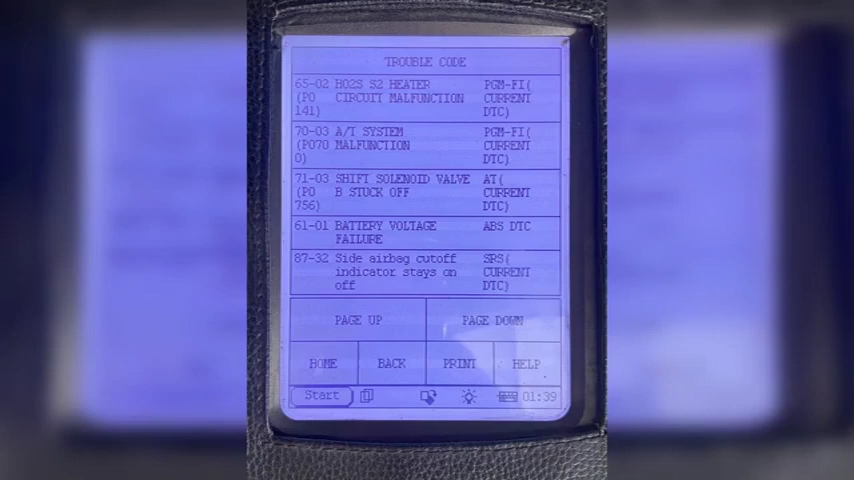 TROUBLE CODE
65-02 HO2S S2 HEATER PGM-FI(
(P0 CIRCUIT MALFUNCTION CURRENT
141) DTC)
70-03 A/T SYSTEM PGM-FI(
(P070 MALFUNCTION CURRENT
0) DTC)
71-03 SHIFT SOLENOID VALVE AT(
(P0 B STUCK OFF CURRENT
756) DTC)
61-01 BATTERY VOLTAGE ABS DTC
FAILURE
87-32 Side airbag cutoff SRS(
indicator stays on CURRENT
off DTC)
PAGE UP PAGE DOWN
HOME BACK PRINT HELP
Start 01:39